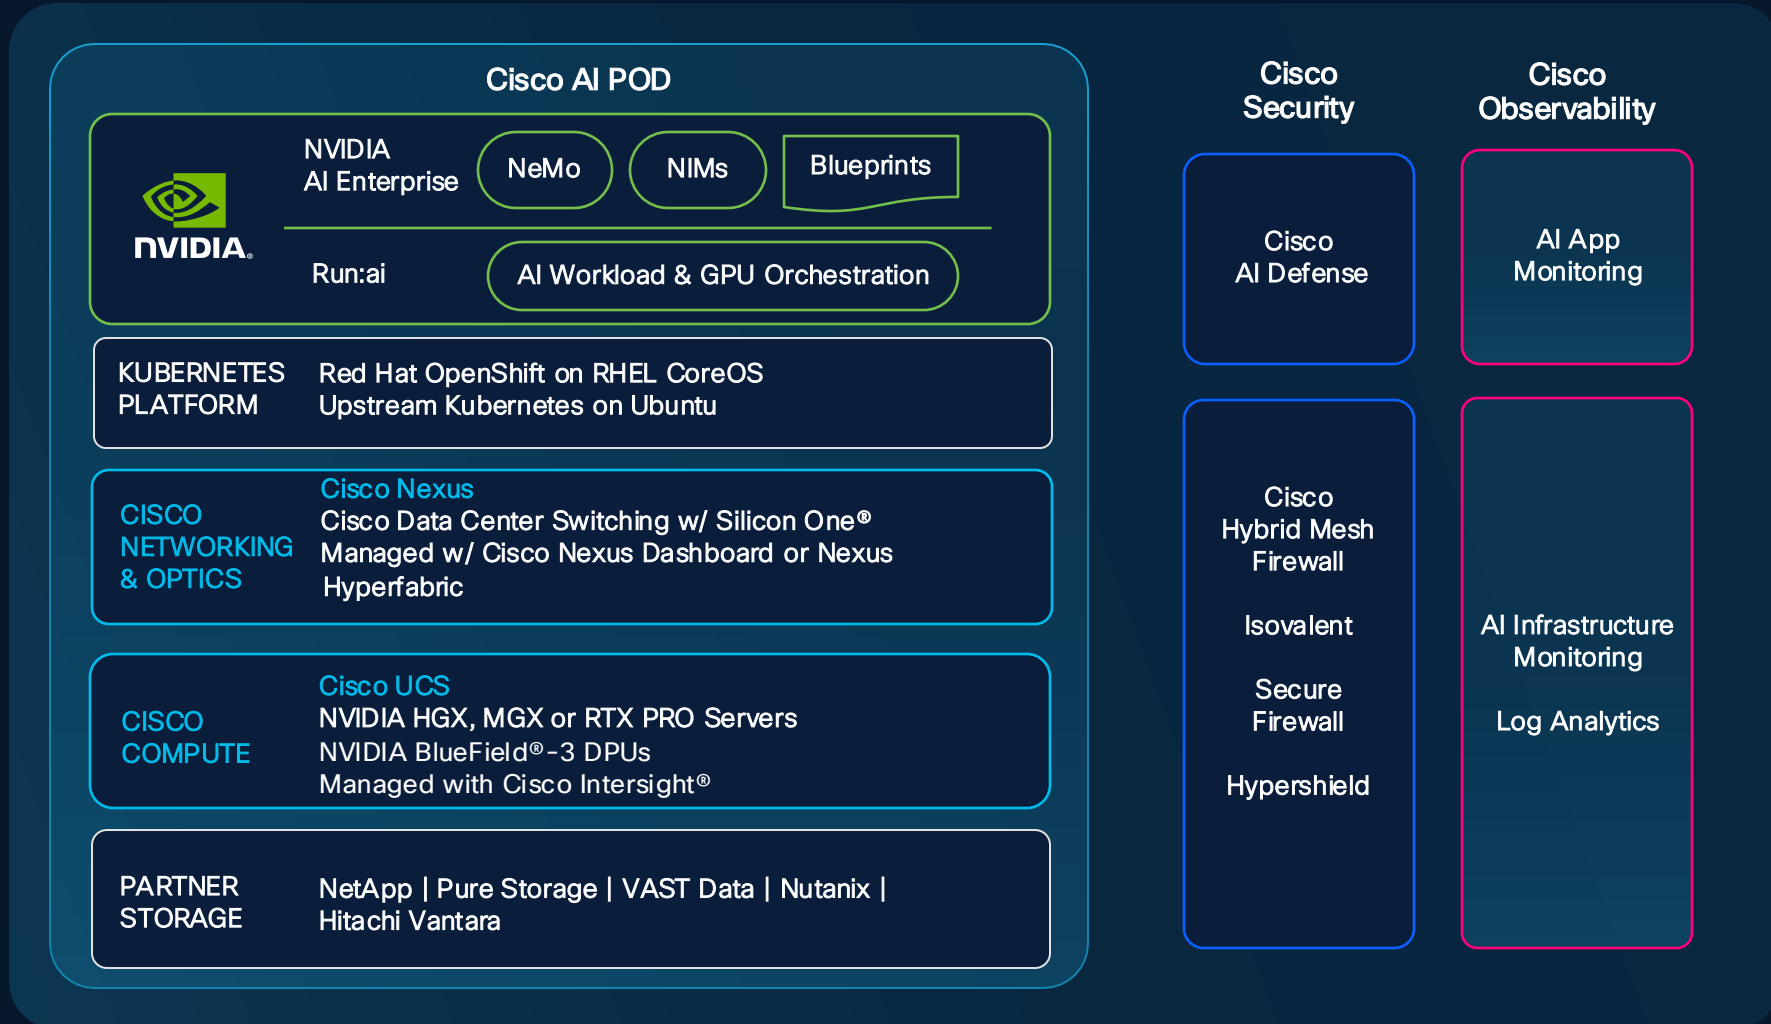 Cisco AI POD
NVIDIA
AI Enterprise
NeMo
NIMs
Blueprints
nVIDIA®
Run:ai
AI Workload & GPU Orchestration
KUBERNETES
PLATFORM
Red Hat OpenShift on RHEL CoreOS
Upstream Kubernetes on Ubuntu
CISCO
NETWORKING
& OPTICS
Cisco Nexus
Cisco Data Center Switching w/ Silicon One®
Managed w/ Cisco Nexus Dashboard or Nexus
Hyperfabric
CISCO
COMPUTE
Cisco UCS
NVIDIA HGX, MGX or RTX PRO Servers
NVIDIA BlueField®-3 DPUs
Managed with Cisco Intersight®
PARTNER
STORAGE
NetApp | Pure Storage | VAST Data | Nutanix |
Hitachi Vantara
Cisco
Security
Cisco
AI Defense
Cisco
Hybrid Mesh
Firewall
Isovalent
Secure
Firewall
Hypershield
Cisco
Observability
AI App
Monitoring
AI Infrastructure
Monitoring
Log Analytics